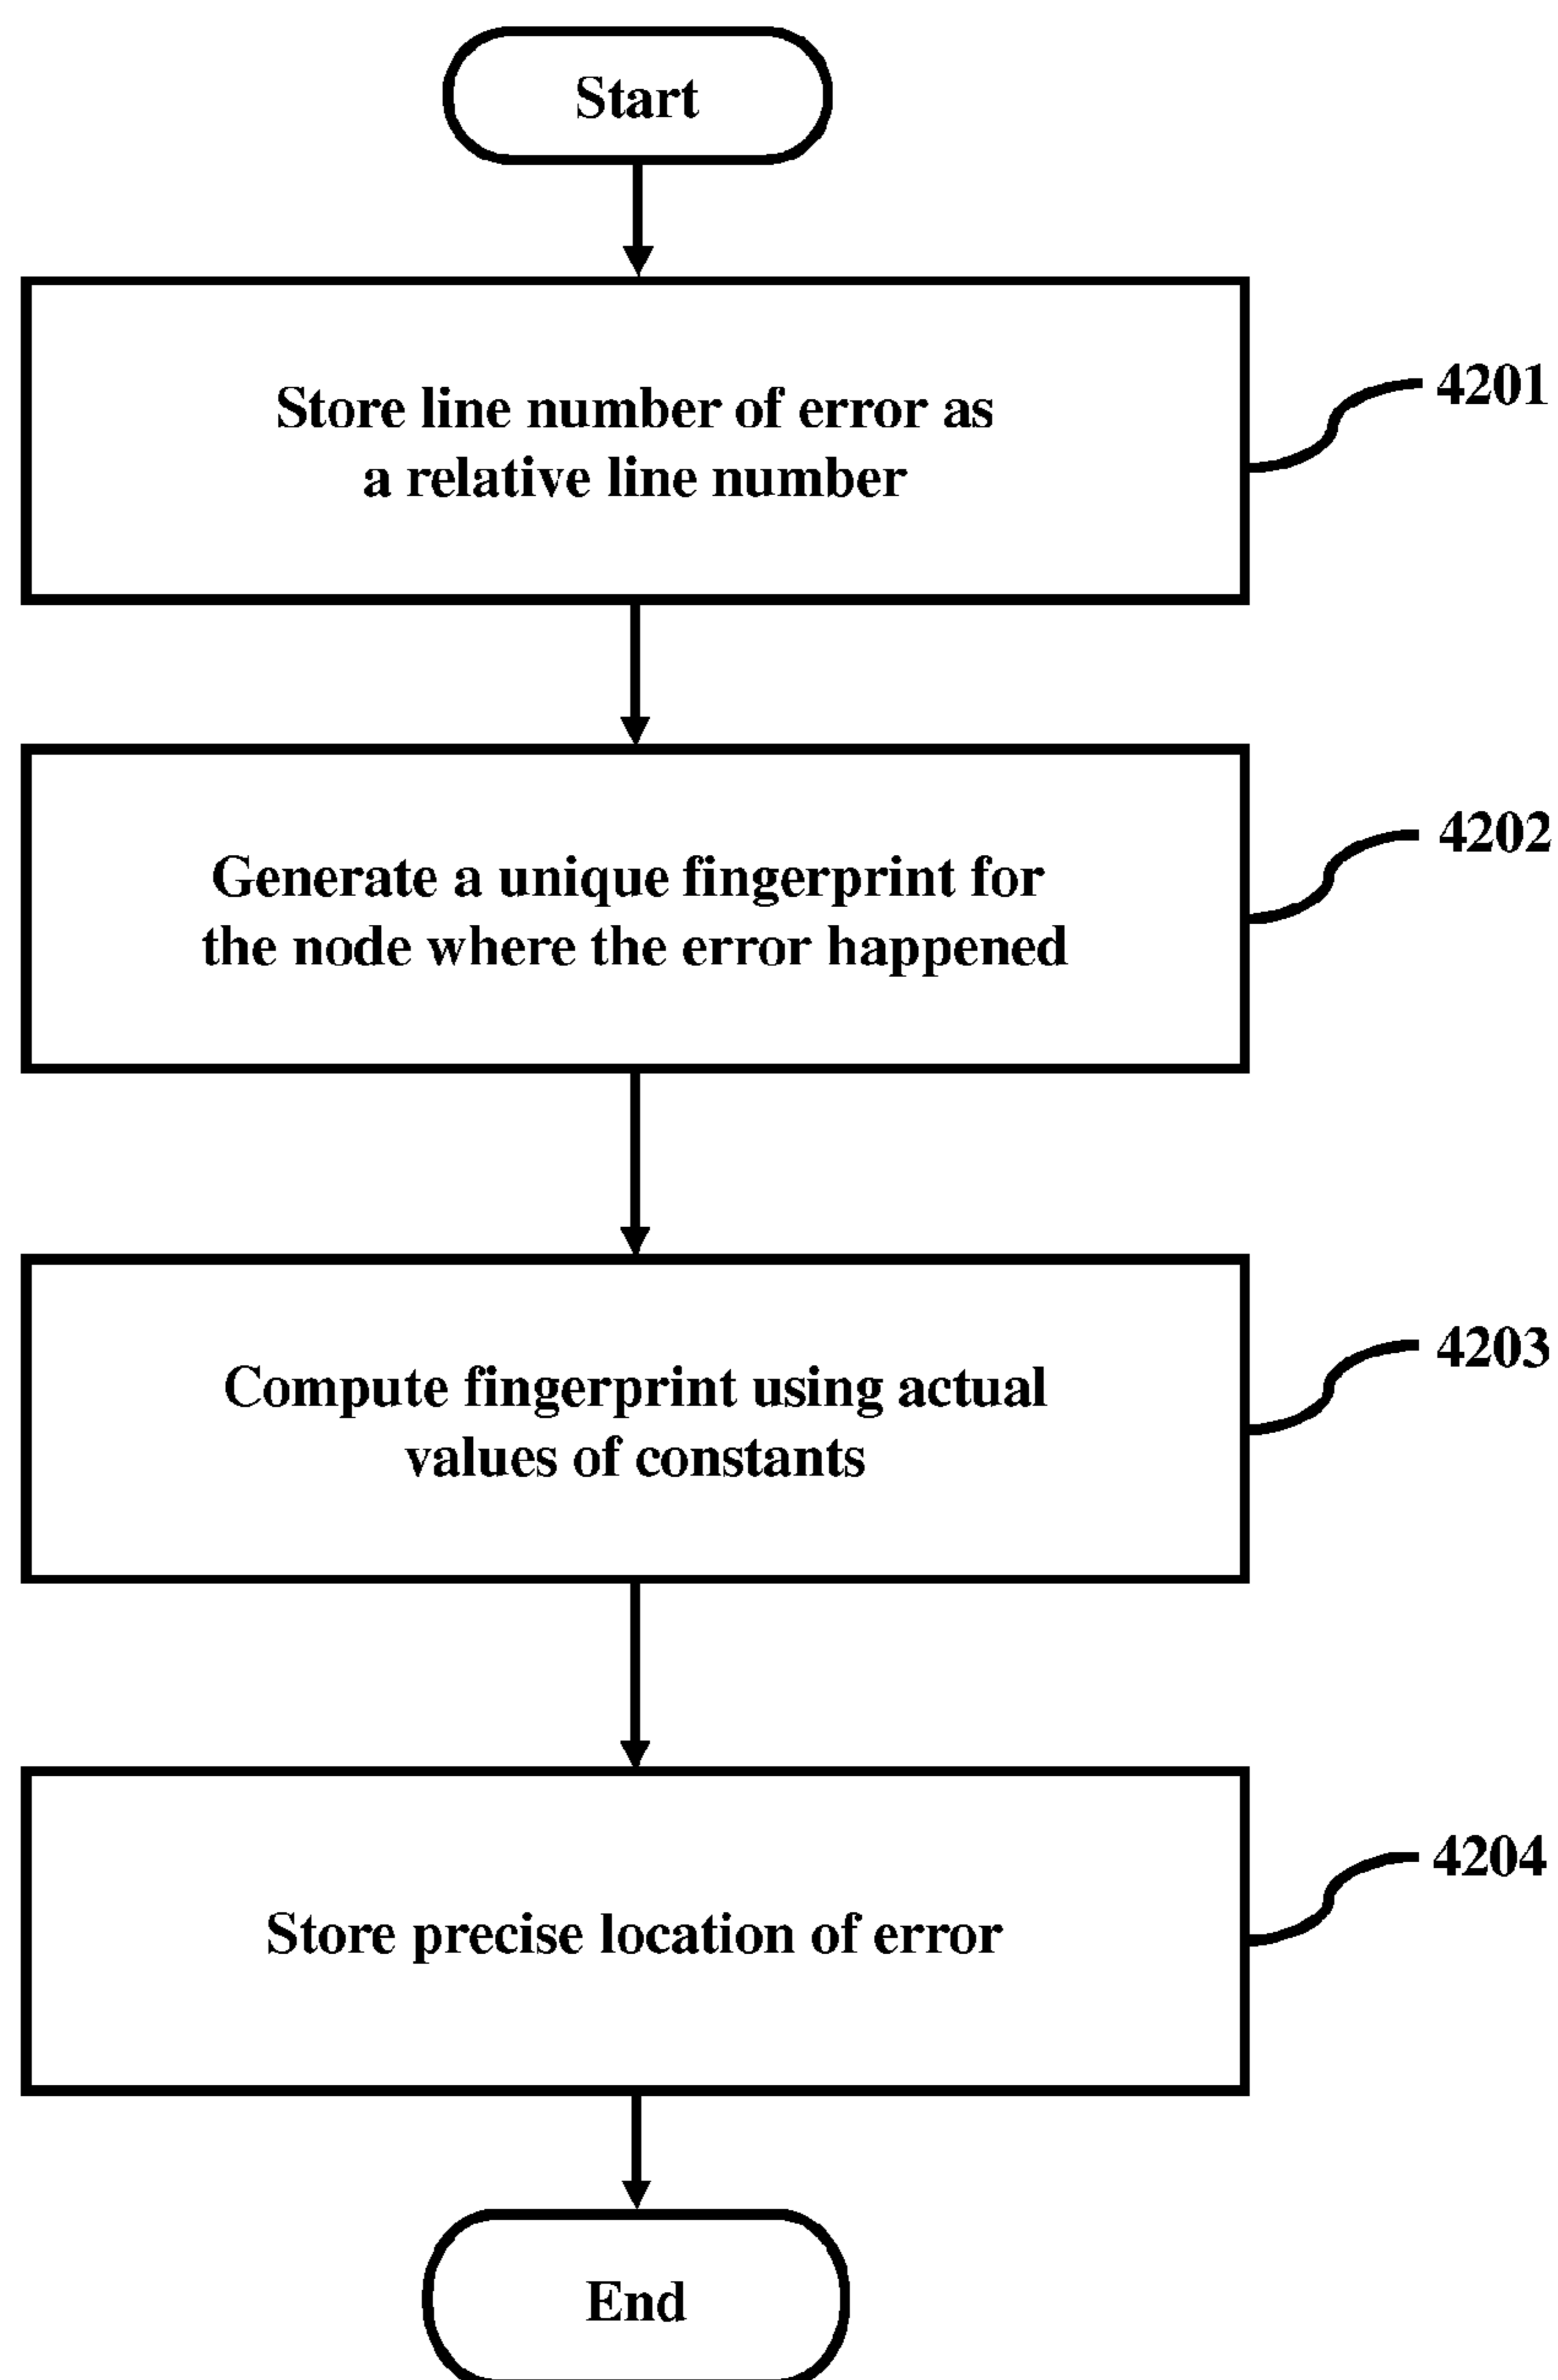 Start
Store line number of error as
a relative line number
4201
Generate a unique fingerprint for
the node where the error happened
4202
Compute fingerprint using actual
values of constants
4203
Store precise location of error
4204
End